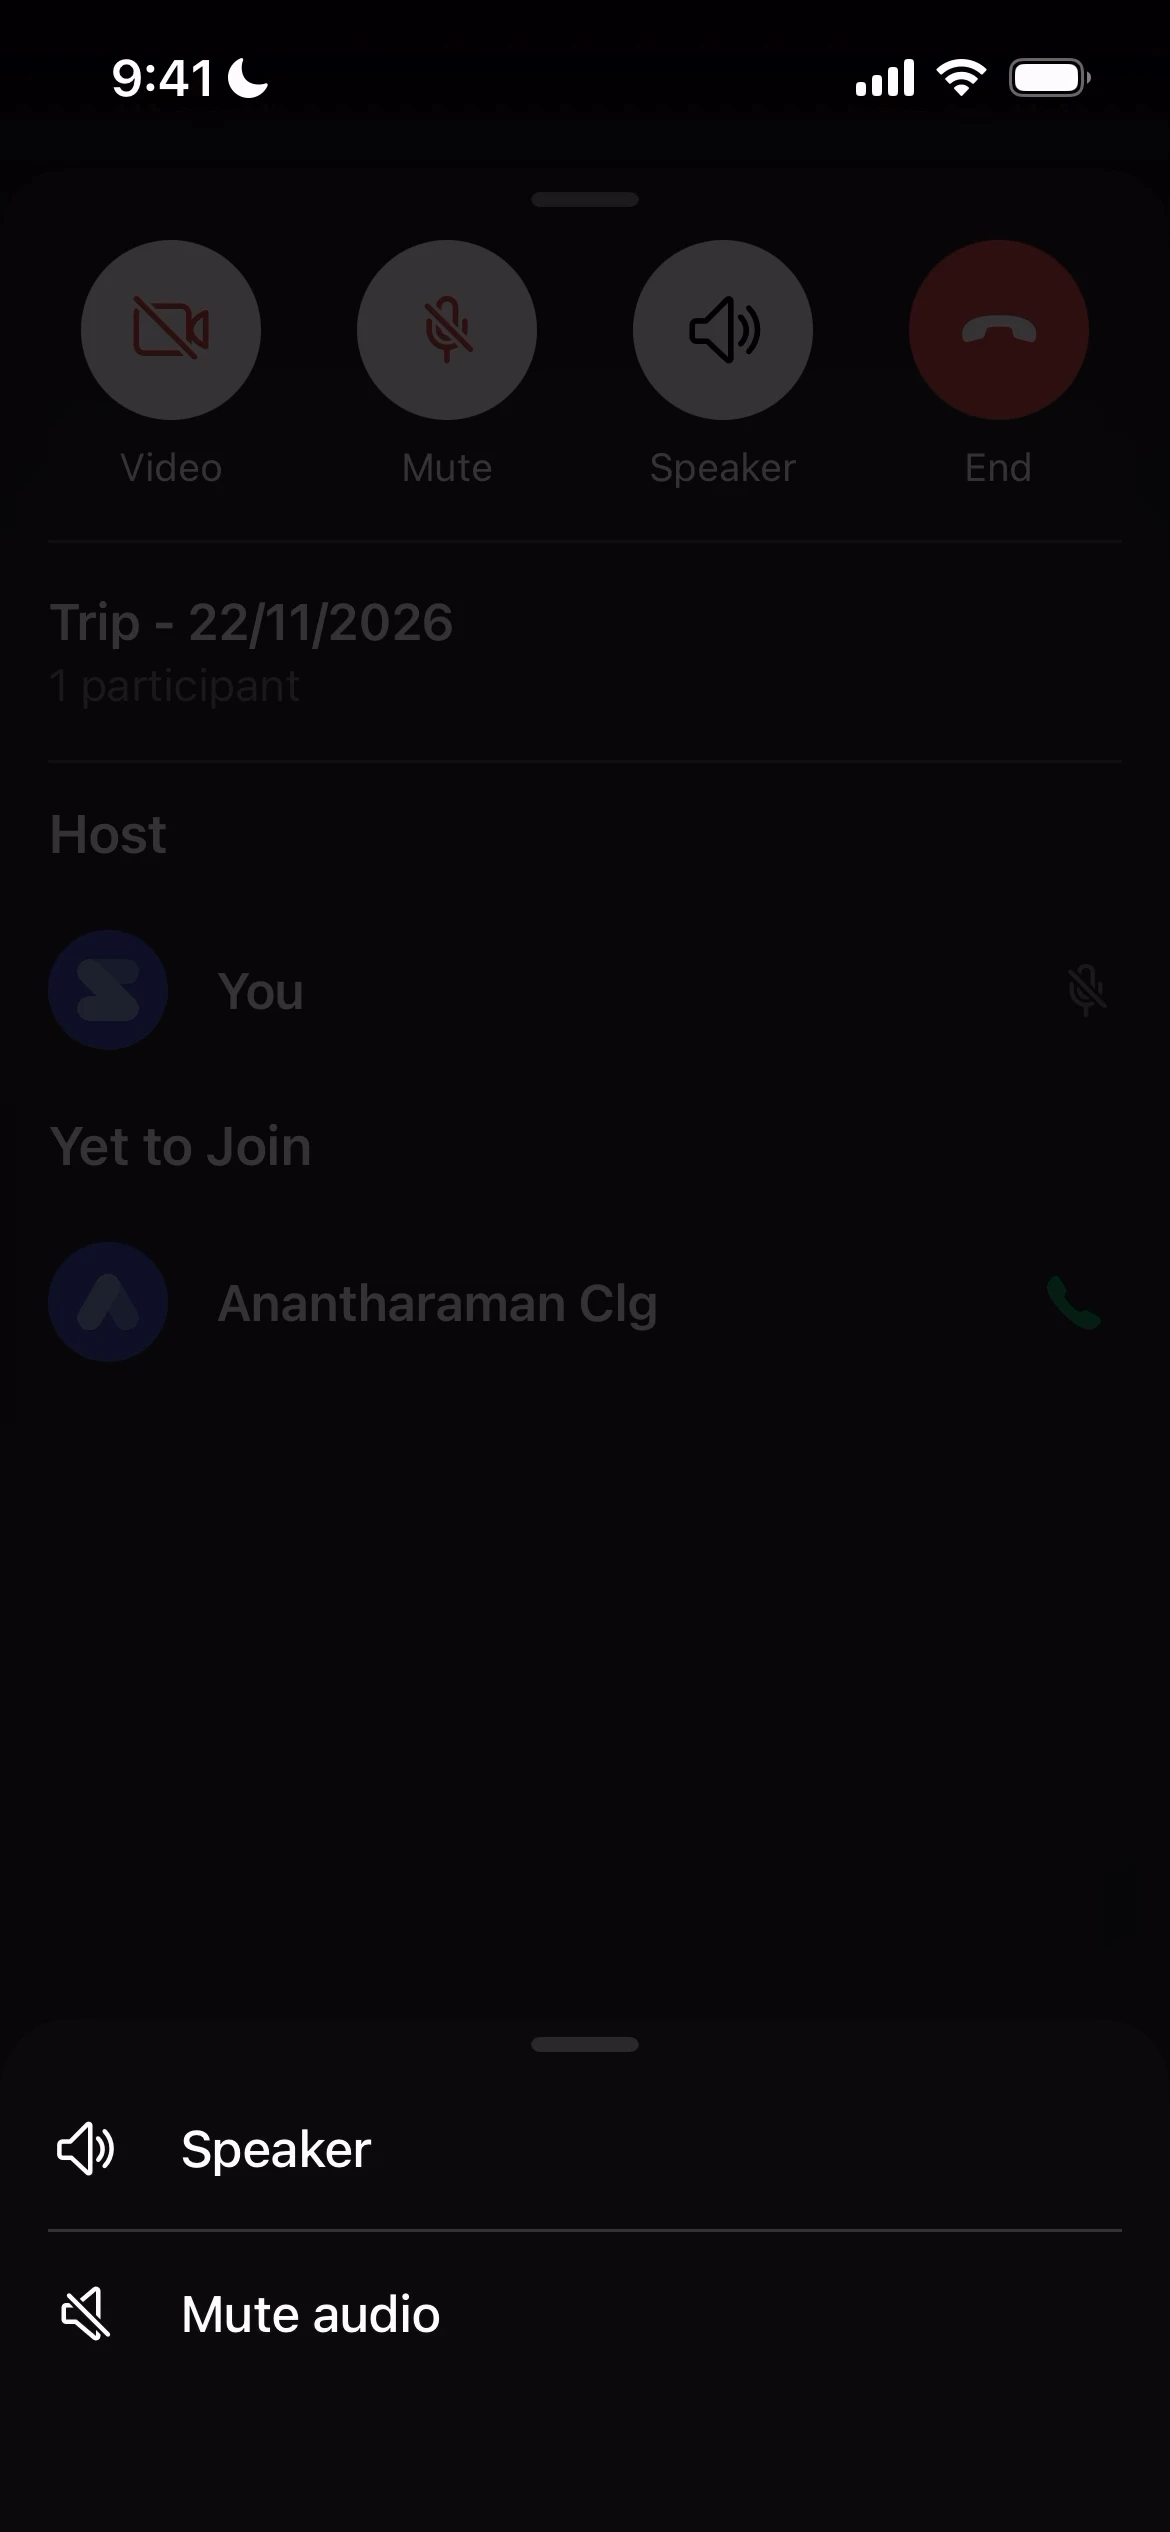 9:41
Video Mute Speaker End
Trip - 22/11/2026
1 participant
Host
You
Yet to Join
Anantharaman Clg
Speaker
Mute audio